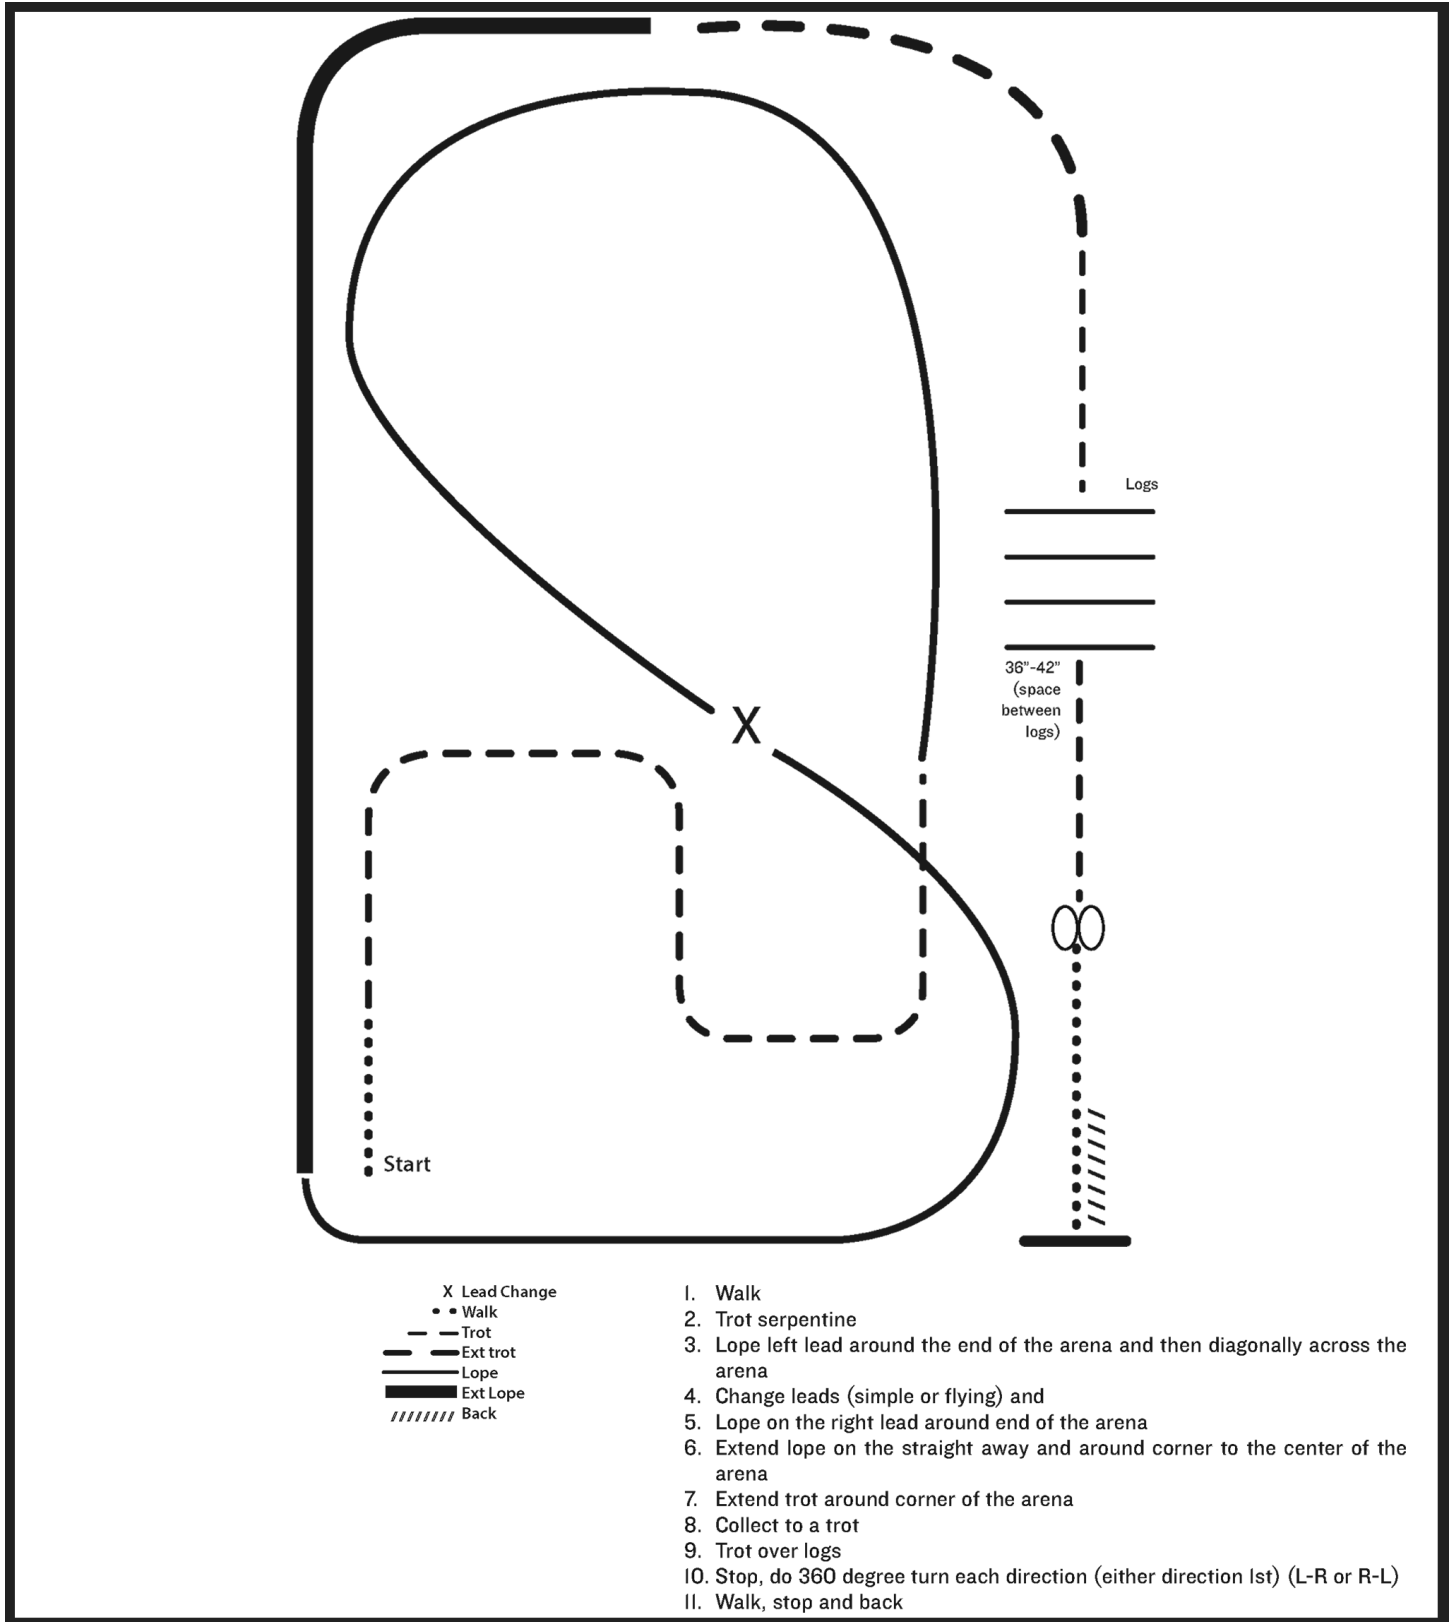 Logs
36"-42"
(space
between
logs)
X
Start
X Lead Change
Walk
Trot
Ext trot
Lope
Ext Lope
Back
1. Walk
2. Trot serpentine
3. Lope left lead around the end of the arena and then diagonally across the
arena
4. Change leads (simple or flying) and
5. Lope on the right lead around end of the arena
6. Extend lope on the straight away and around corner to the center of the
arena
7. Extend trot around corner of the arena
8. Collect to a trot
9. Trot over logs
10. Stop, do 360 degree turn each direction (either direction 1st) (L-R or R-L)
11. Walk, stop and back